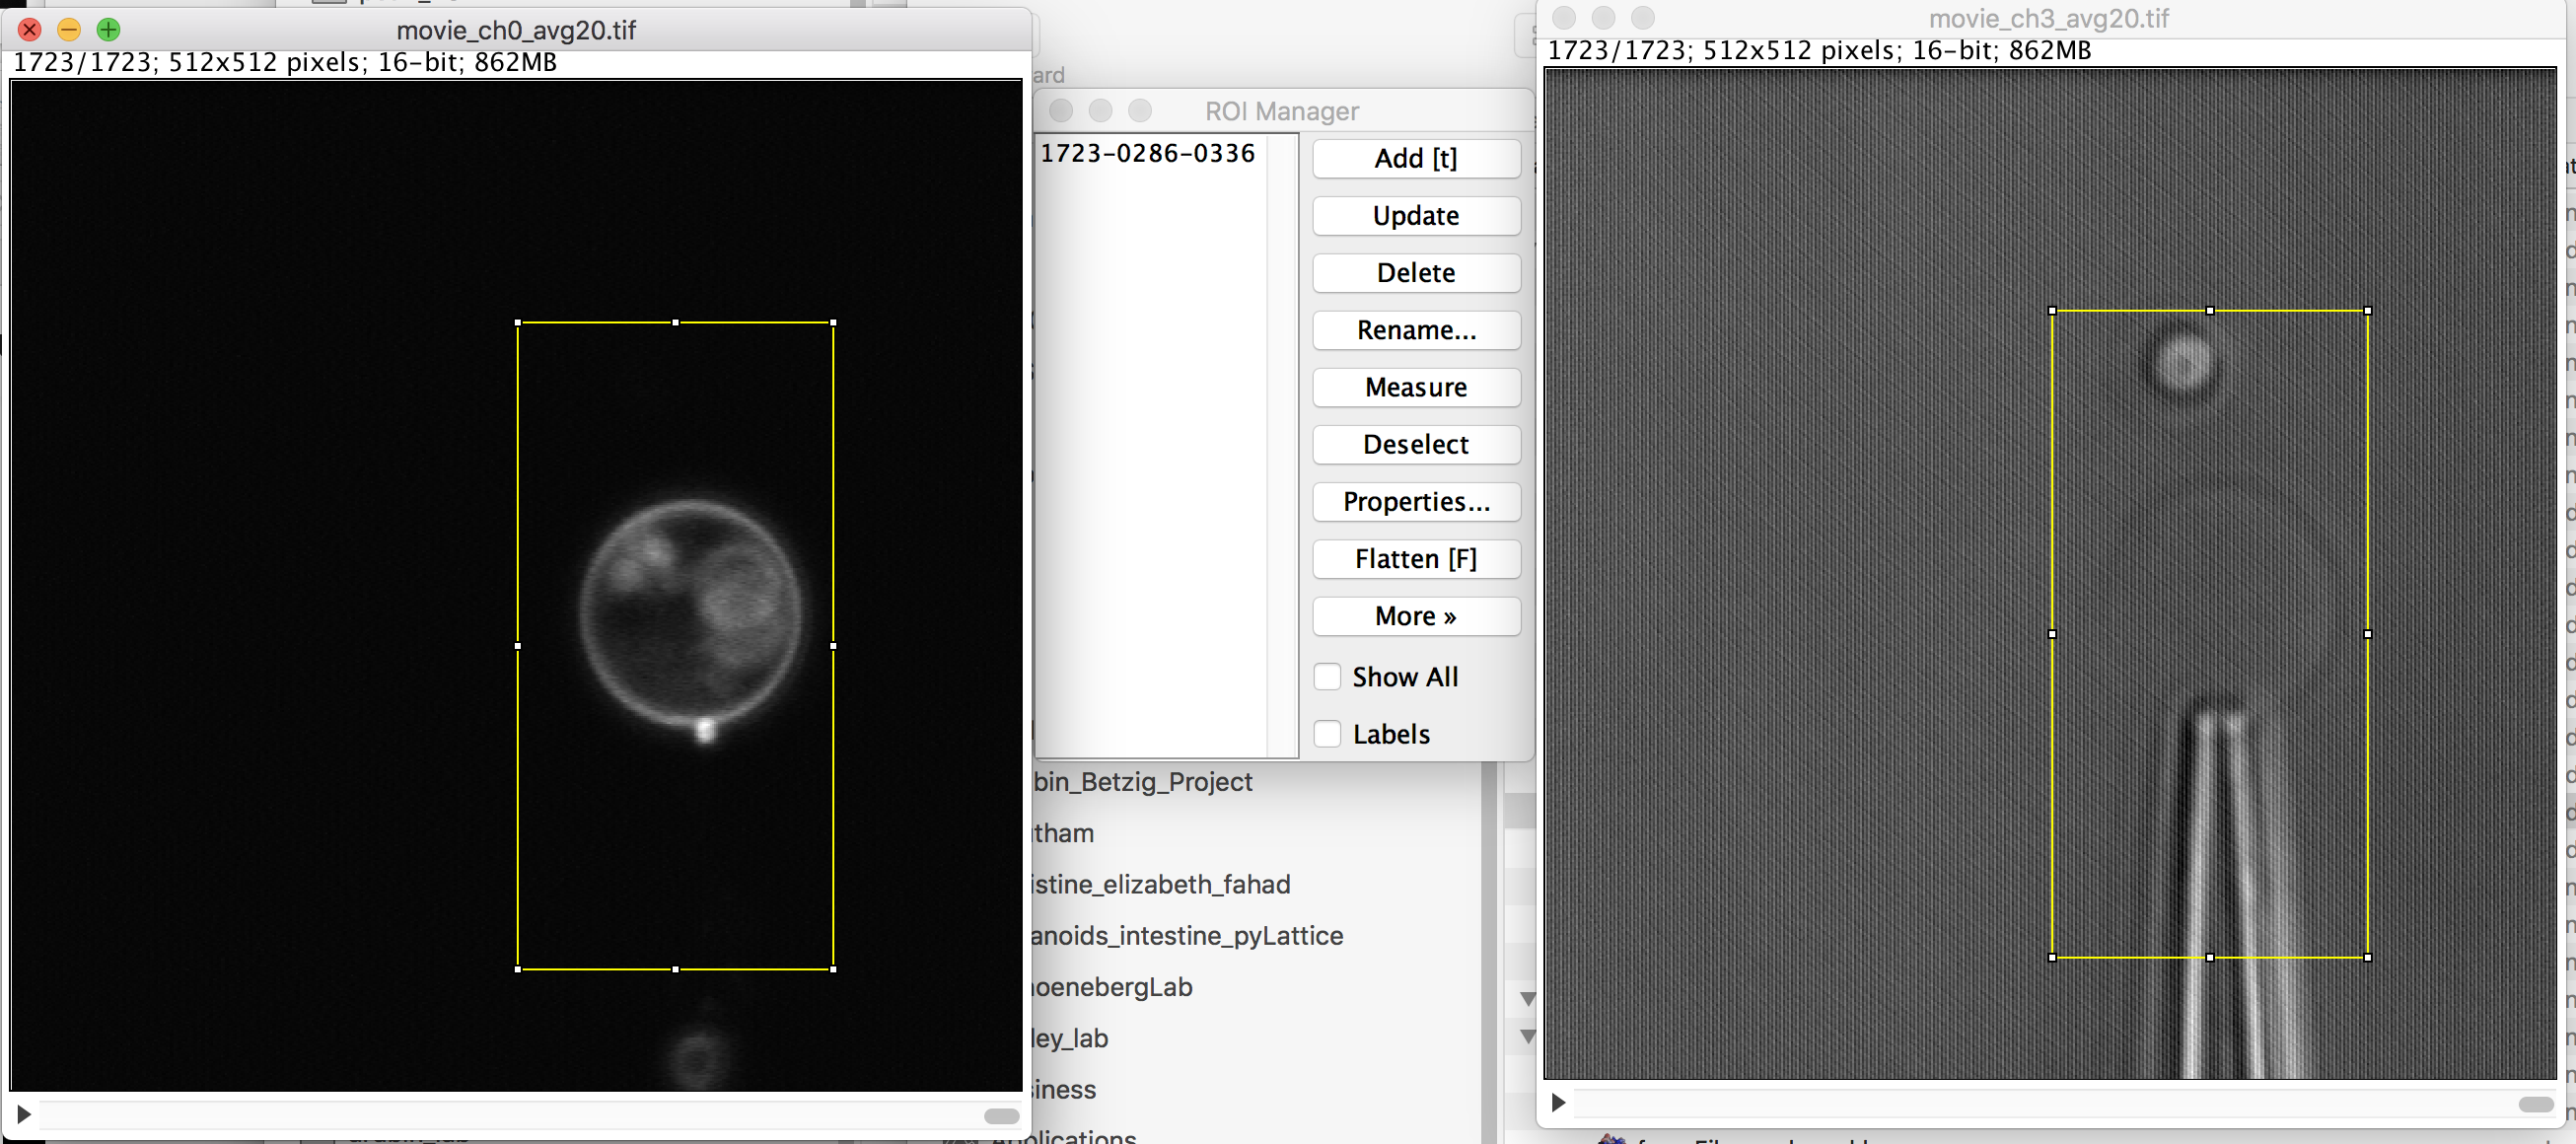 movie_ch0_avg20.tif
1723/1723; 512x512 pixels; 16-bit; 862MB
ard
ROI Manager
1723-0286-0336
Add [t]
Update
Delete
Rename...
Measure
Deselect
Properties...
Flatten [F]
More »
Show All
Labels
bin_Betzig_Project
tham
istine_elizabeth_fahad
anoids_intestine_pyLattice
oenebergLab
ley_lab
iness
Applications
movie_ch3_avg20.tif
1723/1723; 512x512 pixels; 16-bit; 862MB